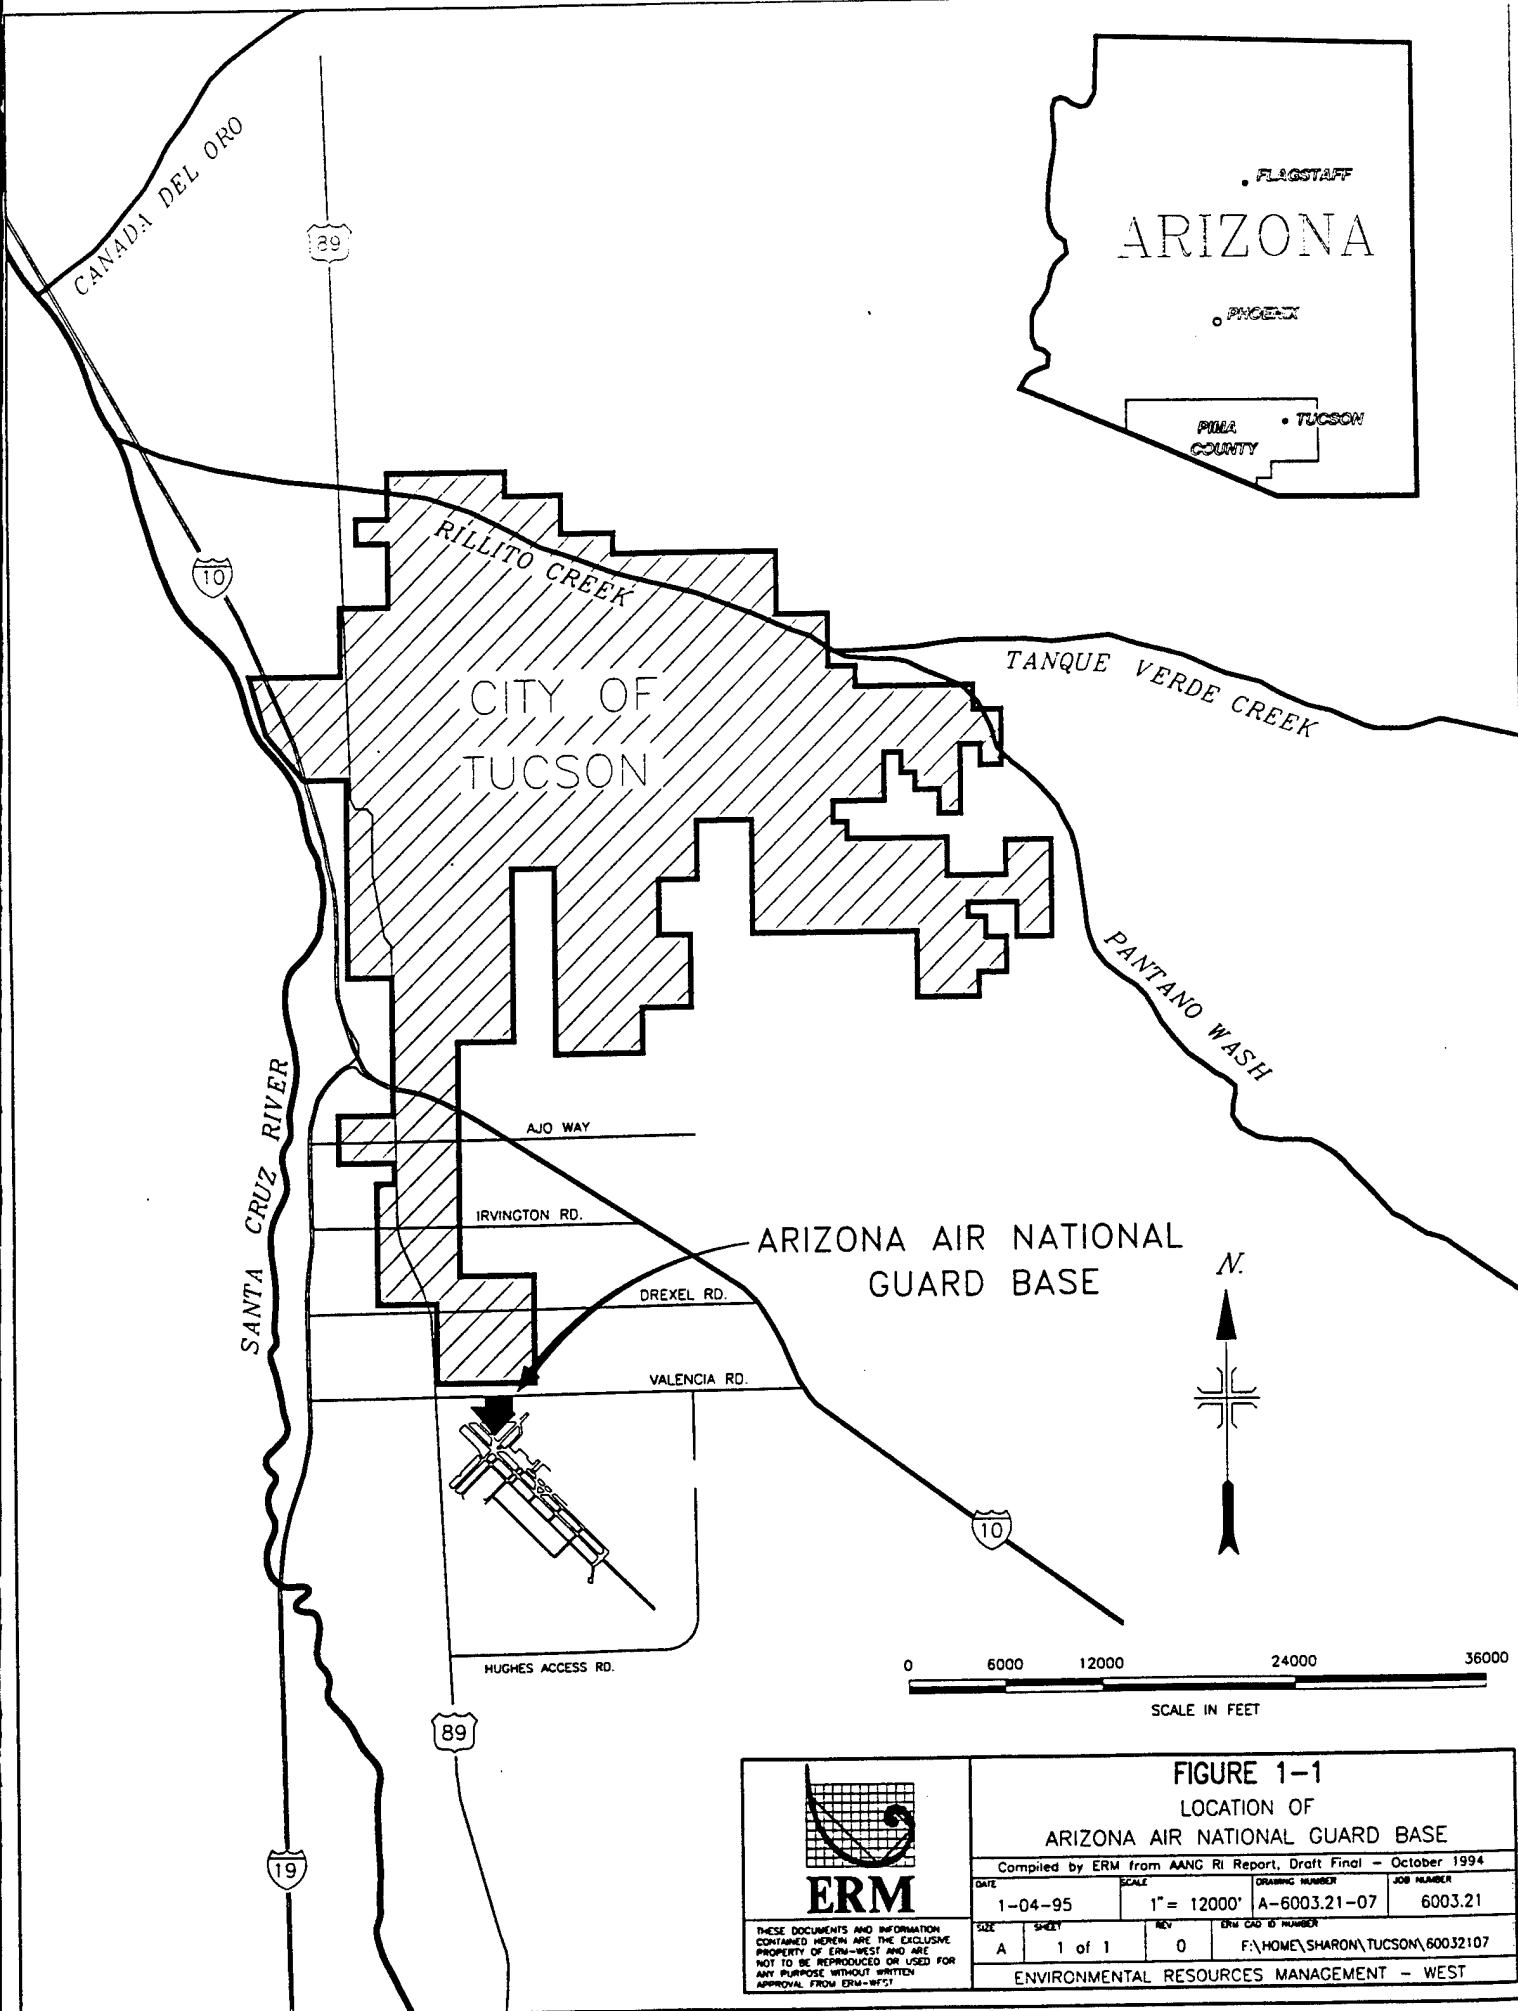 CANADA DEL ORO
89
FLAGSTAFF
ARIZONA
PHOENIX
PIMA
COUNTY
TUCSON
10
RILLITO CREEK
CITY OF
TUCSON
TANQUE VERDE CREEK
PANTANO WASH
SANTA CRUZ RIVER
AJO WAY
IRVINGTON RD.
ARIZONA AIR NATIONAL
GUARD BASE
N.
DREXEL RD.
VALENCIA RD.
10
HUGHES ACCESS RD.
89
19
0 6000 12000 24000 36000
SCALE IN FEET
FIGURE 1-1
LOCATION OF
ARIZONA AIR NATIONAL GUARD BASE
Compiled by ERM from AANG RI Report, Draft Final - October 1994
DATE SCALE DRAWING NUMBER JOB NUMBER
1-04-95 1"= 12000' A-6003.21-07 6003.21
SIZE SHEET REV ERM CAD ID NUMBER
A 1 of 1 0 F:\HOME\SHARON\TUCSON\60032107
ENVIRONMENTAL RESOURCES MANAGEMENT - WEST
ERM
THESE DOCUMENTS AND INFORMATION
CONTAINED HEREIN ARE THE EXCLUSIVE
PROPERTY OF ERM-WEST AND ARE
NOT TO BE REPRODUCED OR USED FOR
ANY PURPOSE WITHOUT WRITTEN
APPROVAL FROM ERM-WEST